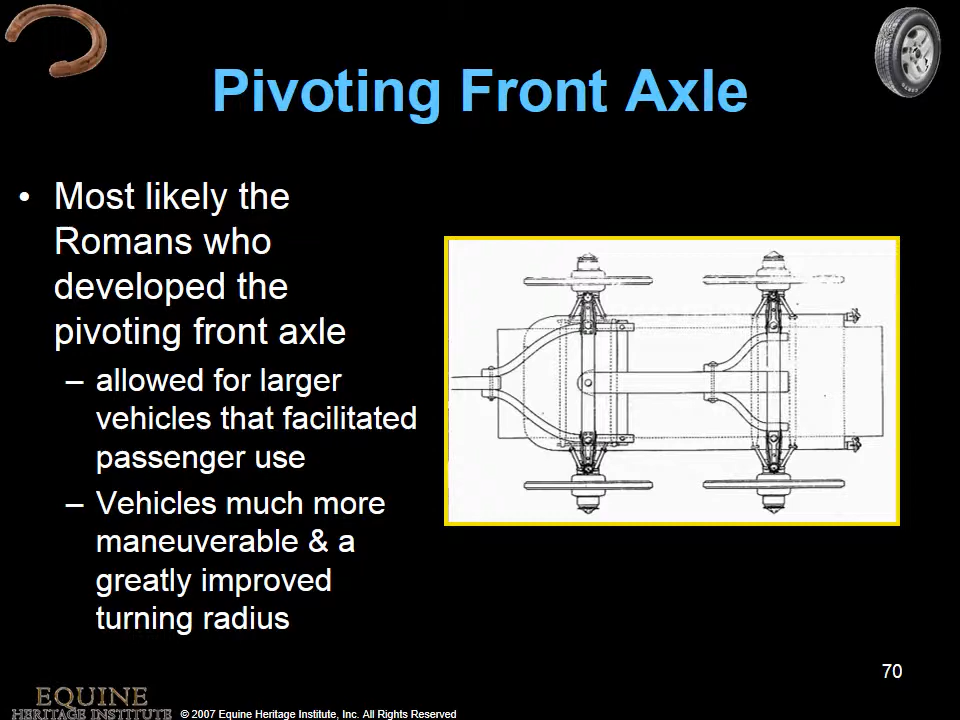 Pivoting Front Axle
• Most likely the
Romans who
developed the
pivoting front axle
– allowed for larger
vehicles that facilitated
passenger use
– Vehicles much more
maneuverable & a
greatly improved
turning radius
70
EQUINE
HERITAGE INSTITUTE
© 2007 Equine Heritage Institute, Inc. All Rights Reserved